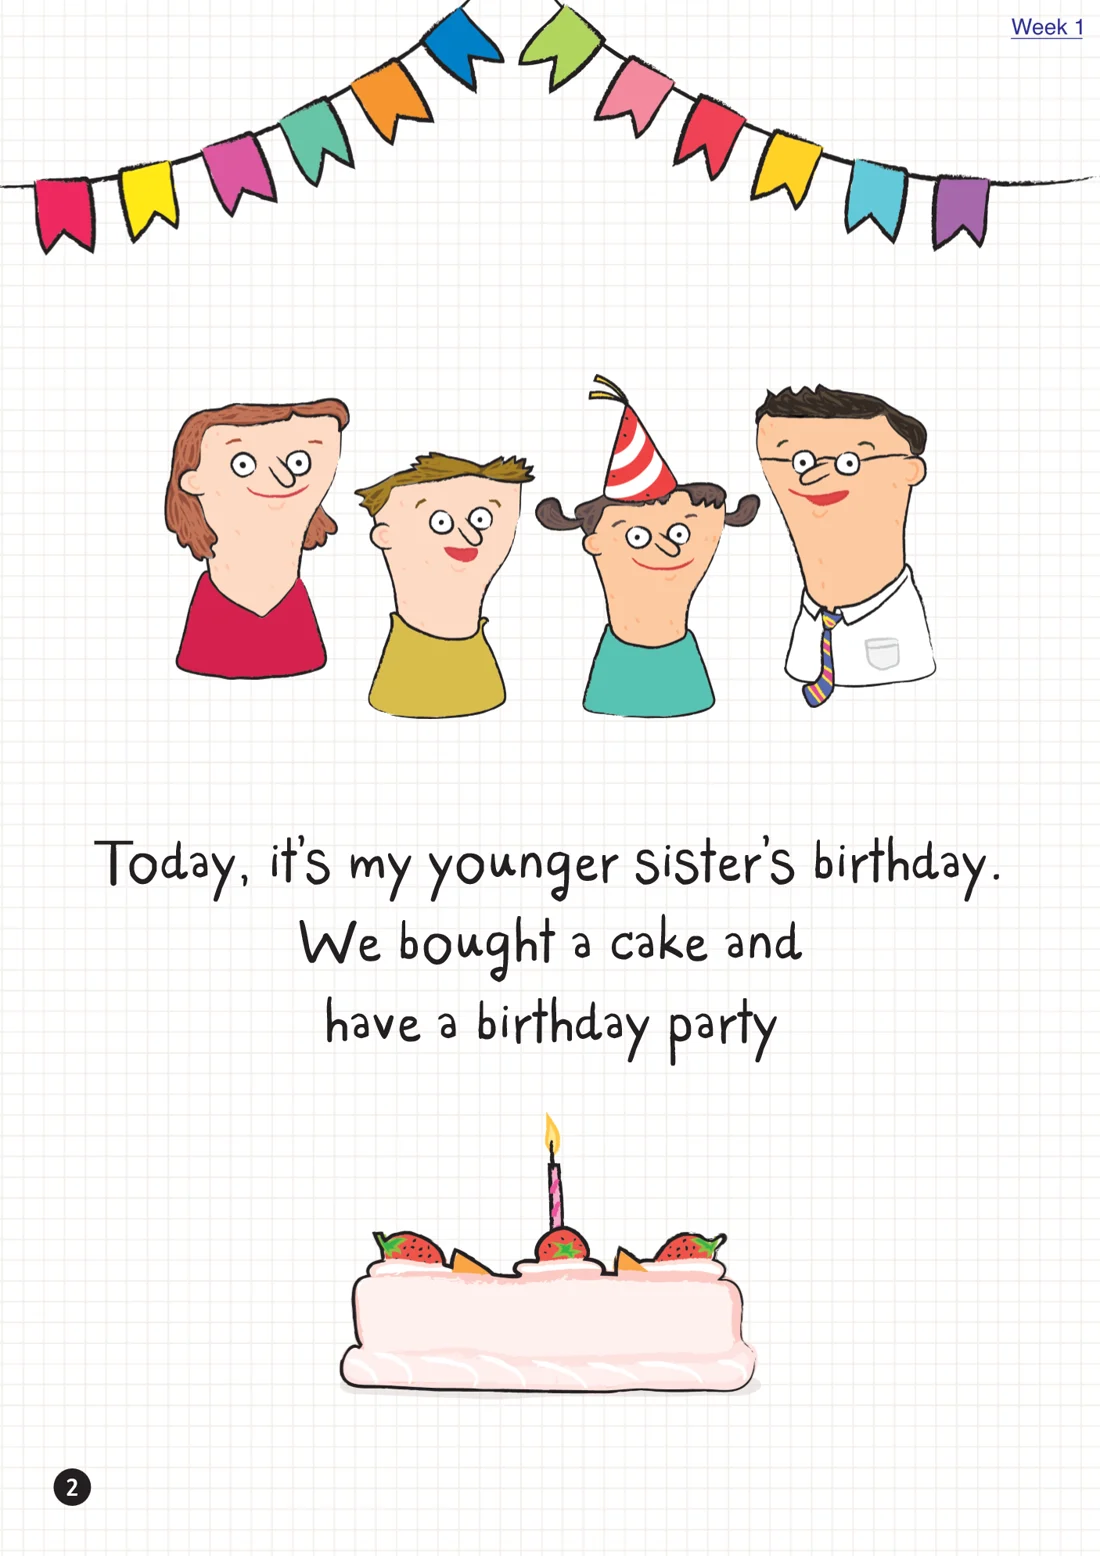 Week 1
Today, it's my younger sister's birthday.
We bought a cake and
have a birthday party
2